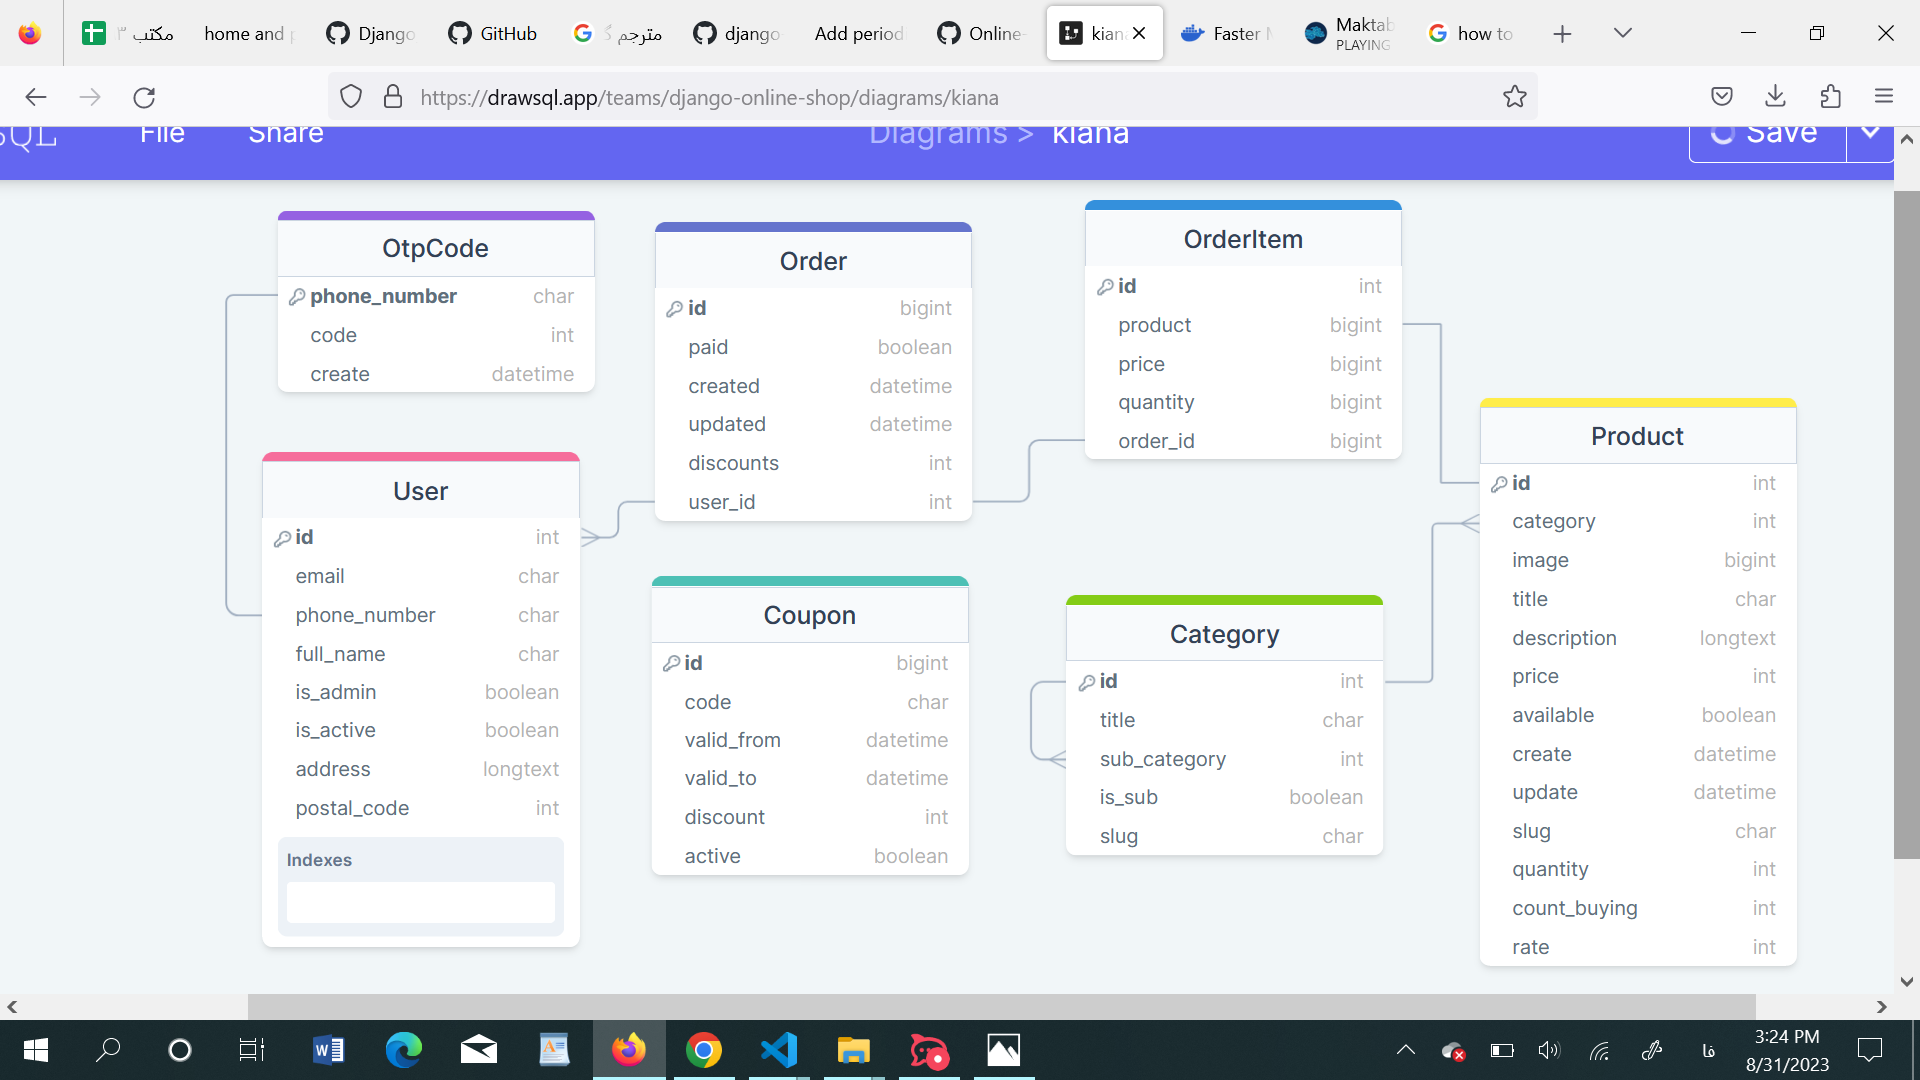 مکتب ۳
home and p
Django
GitHub
مترجم گ
django
Add period
Online-
kiana
Faster
Maktab
PLAYING
how to
https://drawsql.app/teams/django-online-shop/diagrams/kiana
SQL
File
Share
Diagrams > kiana
Save
OtpCode
phone_number char
code int
create datetime
User
id int
email char
phone_number char
full_name char
is_admin boolean
is_active boolean
address longtext
postal_code int
Indexes
Order
id bigint
paid boolean
created datetime
updated datetime
discounts int
user_id int
Coupon
id bigint
code char
valid_from datetime
valid_to datetime
discount int
active boolean
OrderItem
id int
product bigint
price bigint
quantity bigint
order_id bigint
Category
id int
title char
sub_category int
is_sub boolean
slug char
Product
id int
category int
image bigint
title char
description longtext
price int
available boolean
create datetime
update datetime
slug char
quantity int
count_buying int
rate int
فا
3:24 PM
8/31/2023